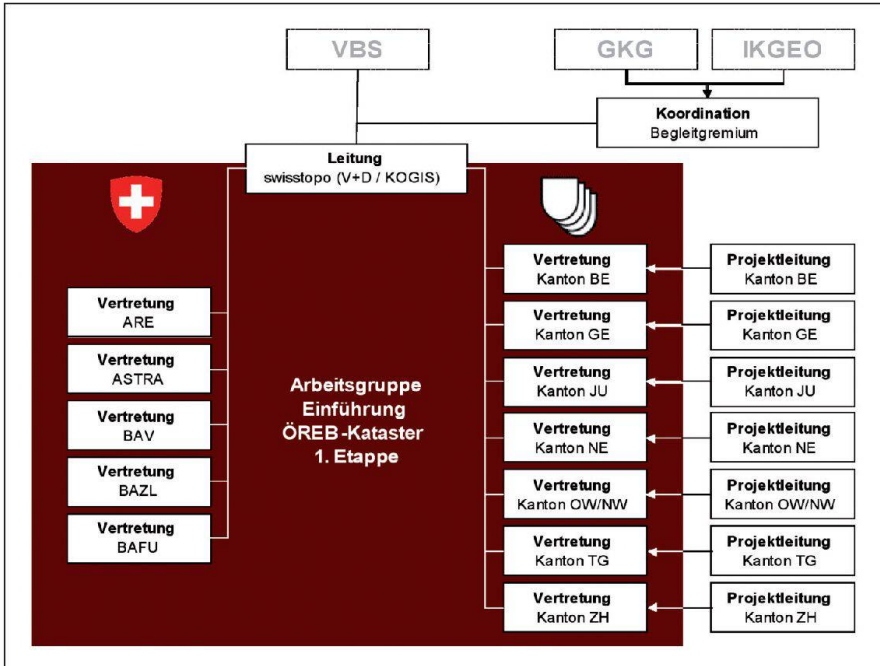 VBS
GKG
IKGEO
Koordination
Begleitgremium
Leitung
swisstopo (V+D / KOGIS)
Vertretung
ARE
Vertretung
ASTRA
Vertretung
BAV
Vertretung
BAZL
Vertretung
BAFU
Arbeitsgruppe
Einführung
ÖREB-Kataster
1. Etappe
Vertretung
Kanton BE
Projektleitung
Kanton BE
Vertretung
Kanton GE
Projektleitung
Kanton GE
Vertretung
Kanton JU
Projektleitung
Kanton JU
Vertretung
Kanton NE
Projektleitung
Kanton NE
Vertretung
Kanton OW/NW
Projektleitung
Kanton OW/NW
Vertretung
Kanton TG
Projektleitung
Kanton TG
Vertretung
Kanton ZH
Projektleitung
Kanton ZH